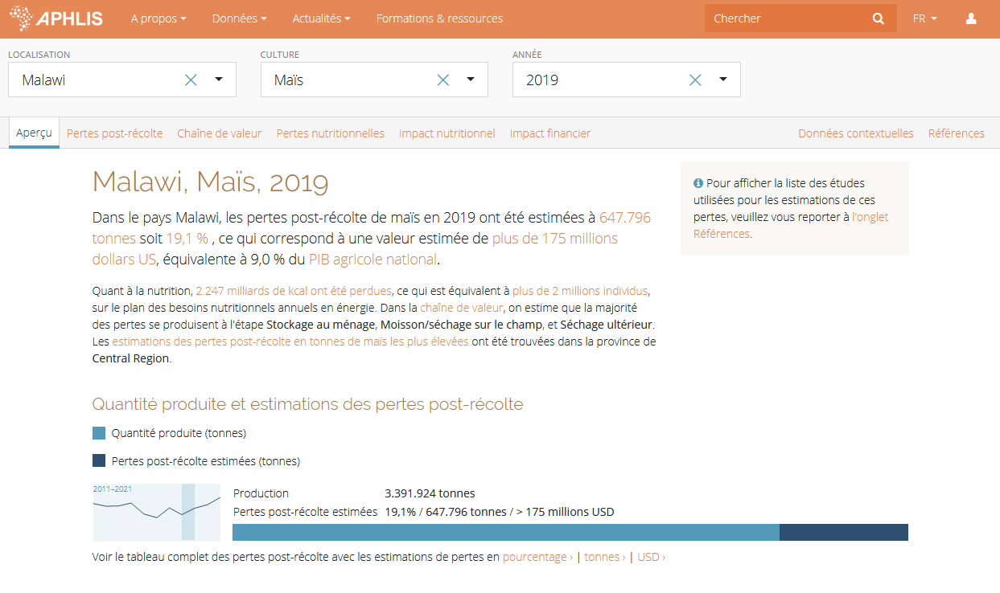 APHLIS A propos Données Actualités Formations & ressources Chercher FR
LOCALISATION CULTURE ANNÉE
Malawi Maïs 2019
Aperçu Pertes post-récolte Chaîne de valeur Pertes nutritionnelles Impact nutritionnel Impact financier Données contextuelles Références
Malawi, Maïs, 2019
Dans le pays Malawi, les pertes post-récolte de maïs en 2019 ont été estimées à 647.796
tonnes soit 19,1 % , ce qui correspond à une valeur estimée de plus de 175 millions
dollars US, équivalente à 9,0 % du PIB agricole national.
Pour afficher la liste des études
utilisées pour les estimations de ces
pertes, veuillez vous reporter à l'onglet
Références.
Quant à la nutrition, 2.247 milliards de kcal ont été perdues, ce qui est équivalent à plus de 2 millions individus,
sur le plan des besoins nutritionnels annuels en énergie. Dans la chaîne de valeur, on estime que la majorité
des pertes se produisent à l'étape Stockage au ménage, Moisson/séchage sur le champ, et Séchage ultérieur.
Les estimations des pertes post-récolte en tonnes de maïs les plus élevées ont été trouvées dans la province de
Central Region.
Quantité produite et estimations des pertes post-récolte
Quantité produite (tonnes)
Pertes post-récolte estimées (tonnes)
2011–2021
Production 3.391.924 tonnes
Pertes post-récolte estimées 19,1% / 647.796 tonnes / > 175 millions USD
Voir le tableau complet des pertes post-récolte avec les estimations de pertes en pourcentage › | tonnes › | USD ›